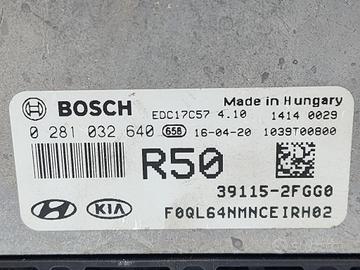 BOSCH
EDC17C57 4.10
Made in Hungary
1414 0029
0 281 032 640 658 16-04-20 1039T00800
R50
39115-2FGG0
KIA
F0QL64NMNCEIRH02